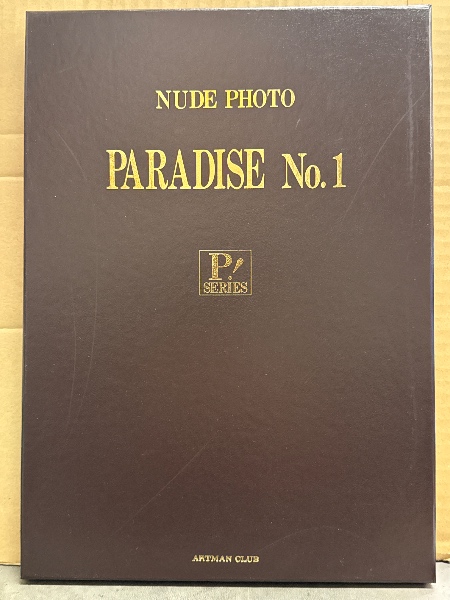 NUDE PHOTO
PARADISE No.1
P!
SERIES
ARTMAN CLUB